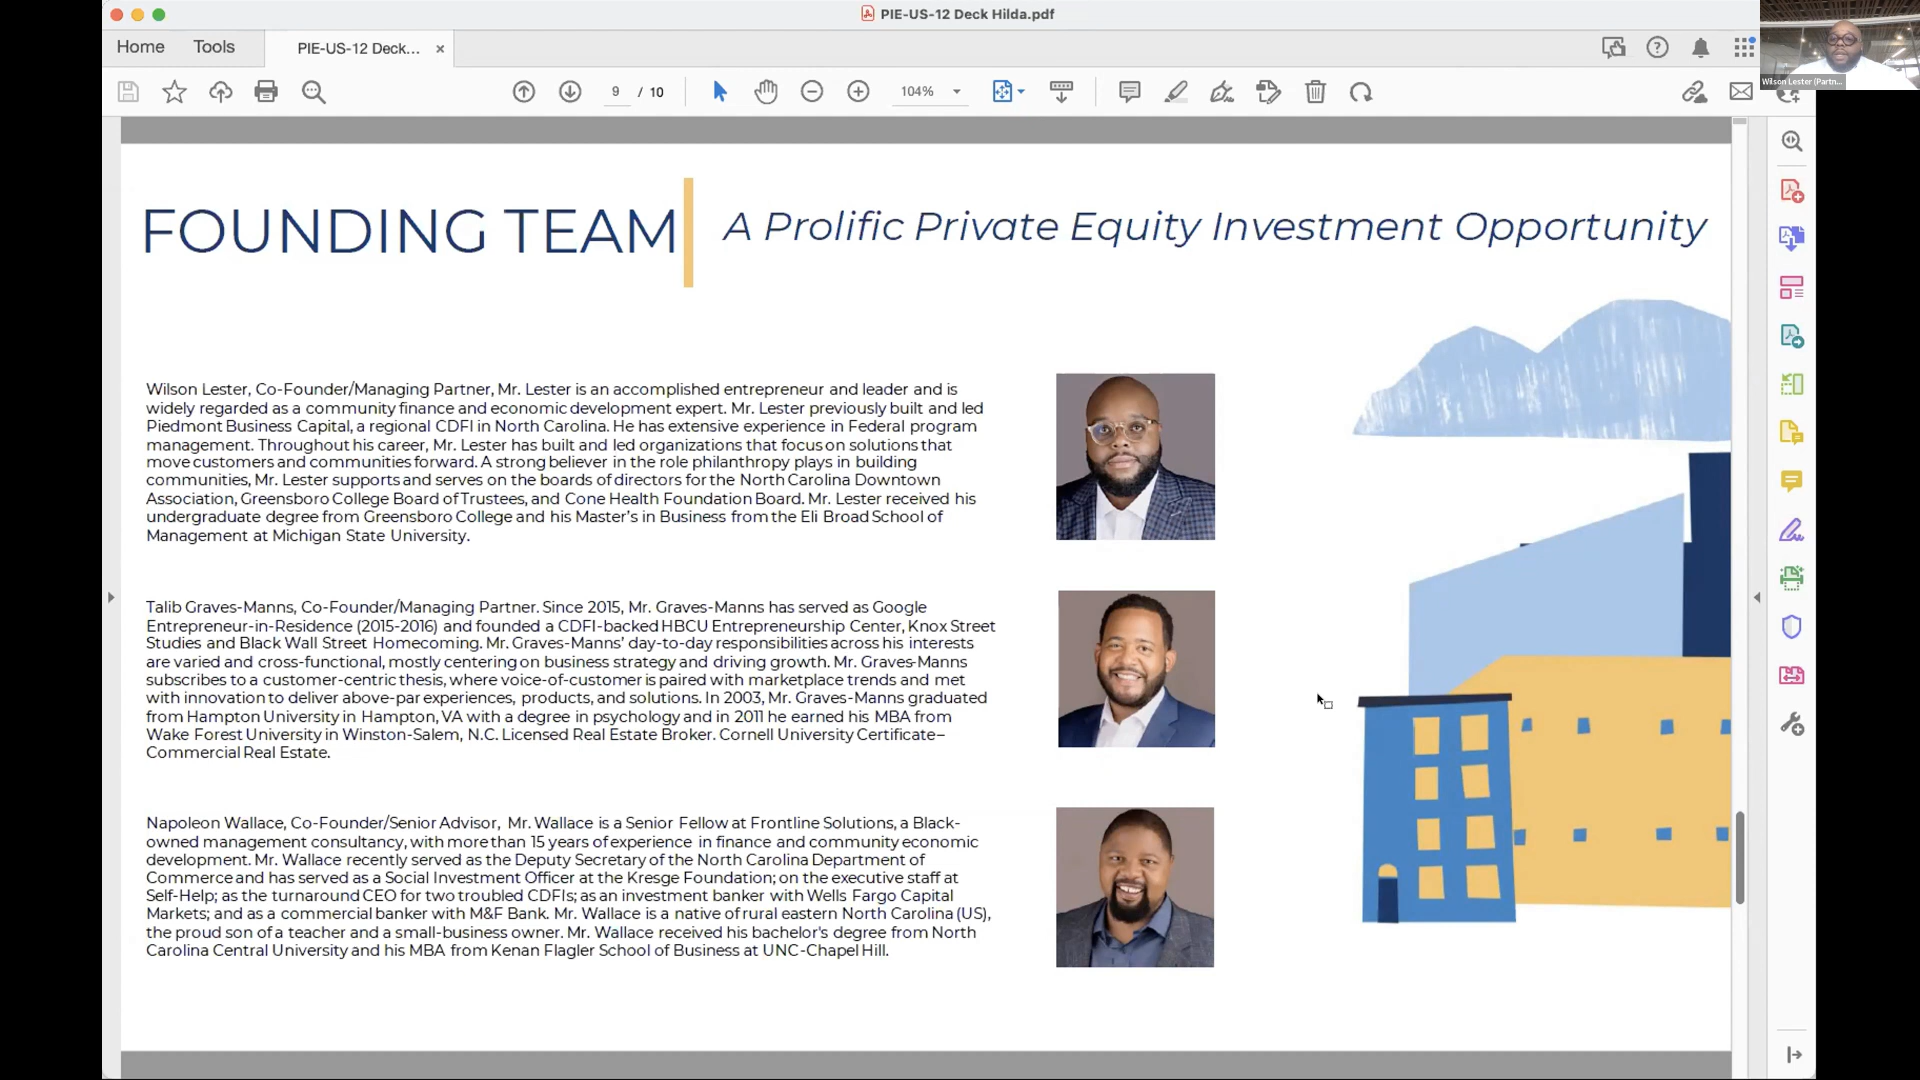 PIE-US-12 Deck Hilda.pdf
Home
Tools
PIE-US-12 Deck...
9 / 10
104%
Wilson Lester (Partn...
FOUNDING TEAM
A Prolific Private Equity Investment Opportunity
Wilson Lester, Co-Founder/Managing Partner, Mr. Lester is an accomplished entrepreneur and leader and is
widely regarded as a community finance and economic development expert. Mr. Lester previously built and led
Piedmont Business Capital, a regional CDFI in North Carolina. He has extensive experience in Federal program
management. Throughout his career, Mr. Lester has built and led organizations that focus on solutions that
move customers and communities forward. A strong believer in the role philanthropy plays in building
communities, Mr. Lester supports and serves on the boards of directors for the North Carolina Downtown
Association, Greensboro College Board of Trustees, and Cone Health Foundation Board. Mr. Lester received his
undergraduate degree from Greensboro College and his Master's in Business from the Eli Broad School of
Management at Michigan State University.
Talib Graves-Manns, Co-Founder/Managing Partner. Since 2015, Mr. Graves-Manns has served as Google
Entrepreneur-in-Residence (2015-2016) and founded a CDFI-backed HBCU Entrepreneurship Center, Knox Street
Studies and Black Wall Street Homecoming. Mr. Graves-Manns' day-to-day responsibilities across his interests
are varied and cross-functional, mostly centering on business strategy and driving growth. Mr. Graves-Manns
subscribes to a customer-centric thesis, where voice-of-customer is paired with marketplace trends and met
with innovation to deliver above-par experiences, products, and solutions. In 2003, Mr. Graves-Manns graduated
from Hampton University in Hampton, VA with a degree in psychology and in 2011 he earned his MBA from
Wake Forest University in Winston-Salem, N.C. Licensed Real Estate Broker. Cornell University Certificate–
Commercial Real Estate.
Napoleon Wallace, Co-Founder/Senior Advisor, Mr. Wallace is a Senior Fellow at Frontline Solutions, a Black-
owned management consultancy, with more than 15 years of experience in finance and community economic
development. Mr. Wallace recently served as the Deputy Secretary of the North Carolina Department of
Commerce and has served as a Social Investment Officer at the Kresge Foundation; on the executive staff at
Self-Help; as the turnaround CEO for two troubled CDFIs; as an investment banker with Wells Fargo Capital
Markets; and as a commercial banker with M&F Bank. Mr. Wallace is a native of rural eastern North Carolina (US),
the proud son of a teacher and a small-business owner. Mr. Wallace received his bachelor's degree from North
Carolina Central University and his MBA from Kenan Flagler School of Business at UNC-Chapel Hill.